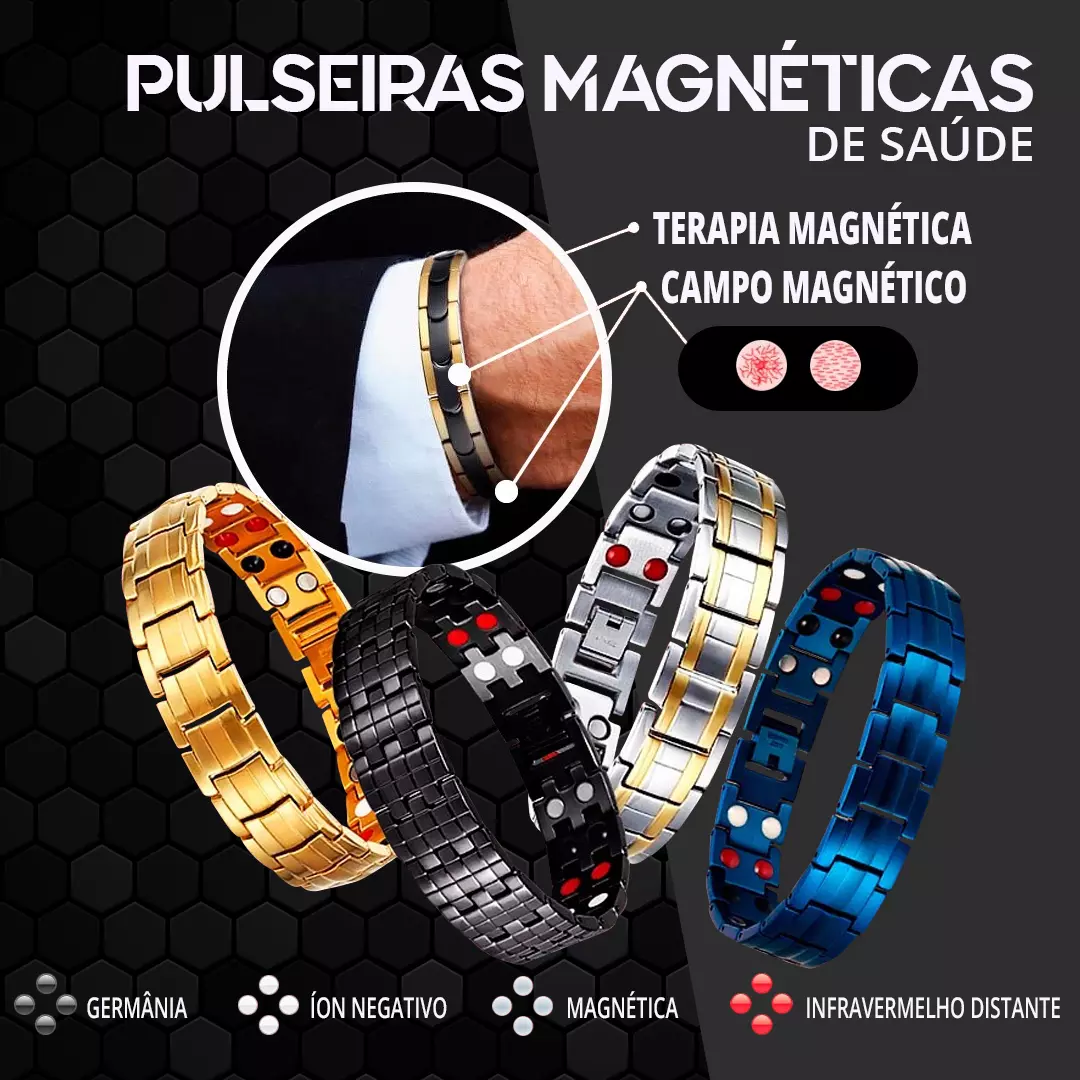 PULSEIRAS MAGNÉTICAS
DE SAÚDE
TERAPIA MAGNÉTICA
CAMPO MAGNÉTICO
GERMÂNIA
ÍON NEGATIVO
MAGNÉTICA
INFRAVERMELHO DISTANTE